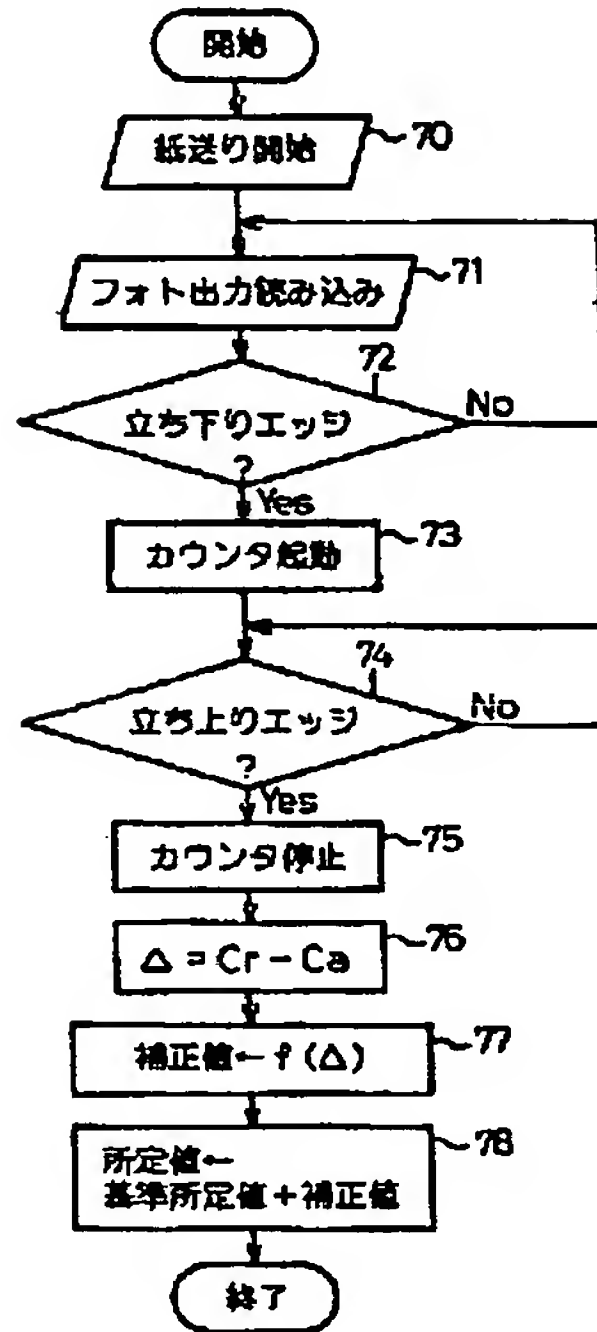 開始
紙送り開始
70
フォト出力読み込み
71
72
立ち下りエッジ
?
No
Yes
カウンタ起動
73
74
立ち上りエッジ
?
No
Yes
カウンタ停止
75
△ = Cr − Ca
76
補正値←f(△)
77
所定値←
基準所定値+補正値
78
終了